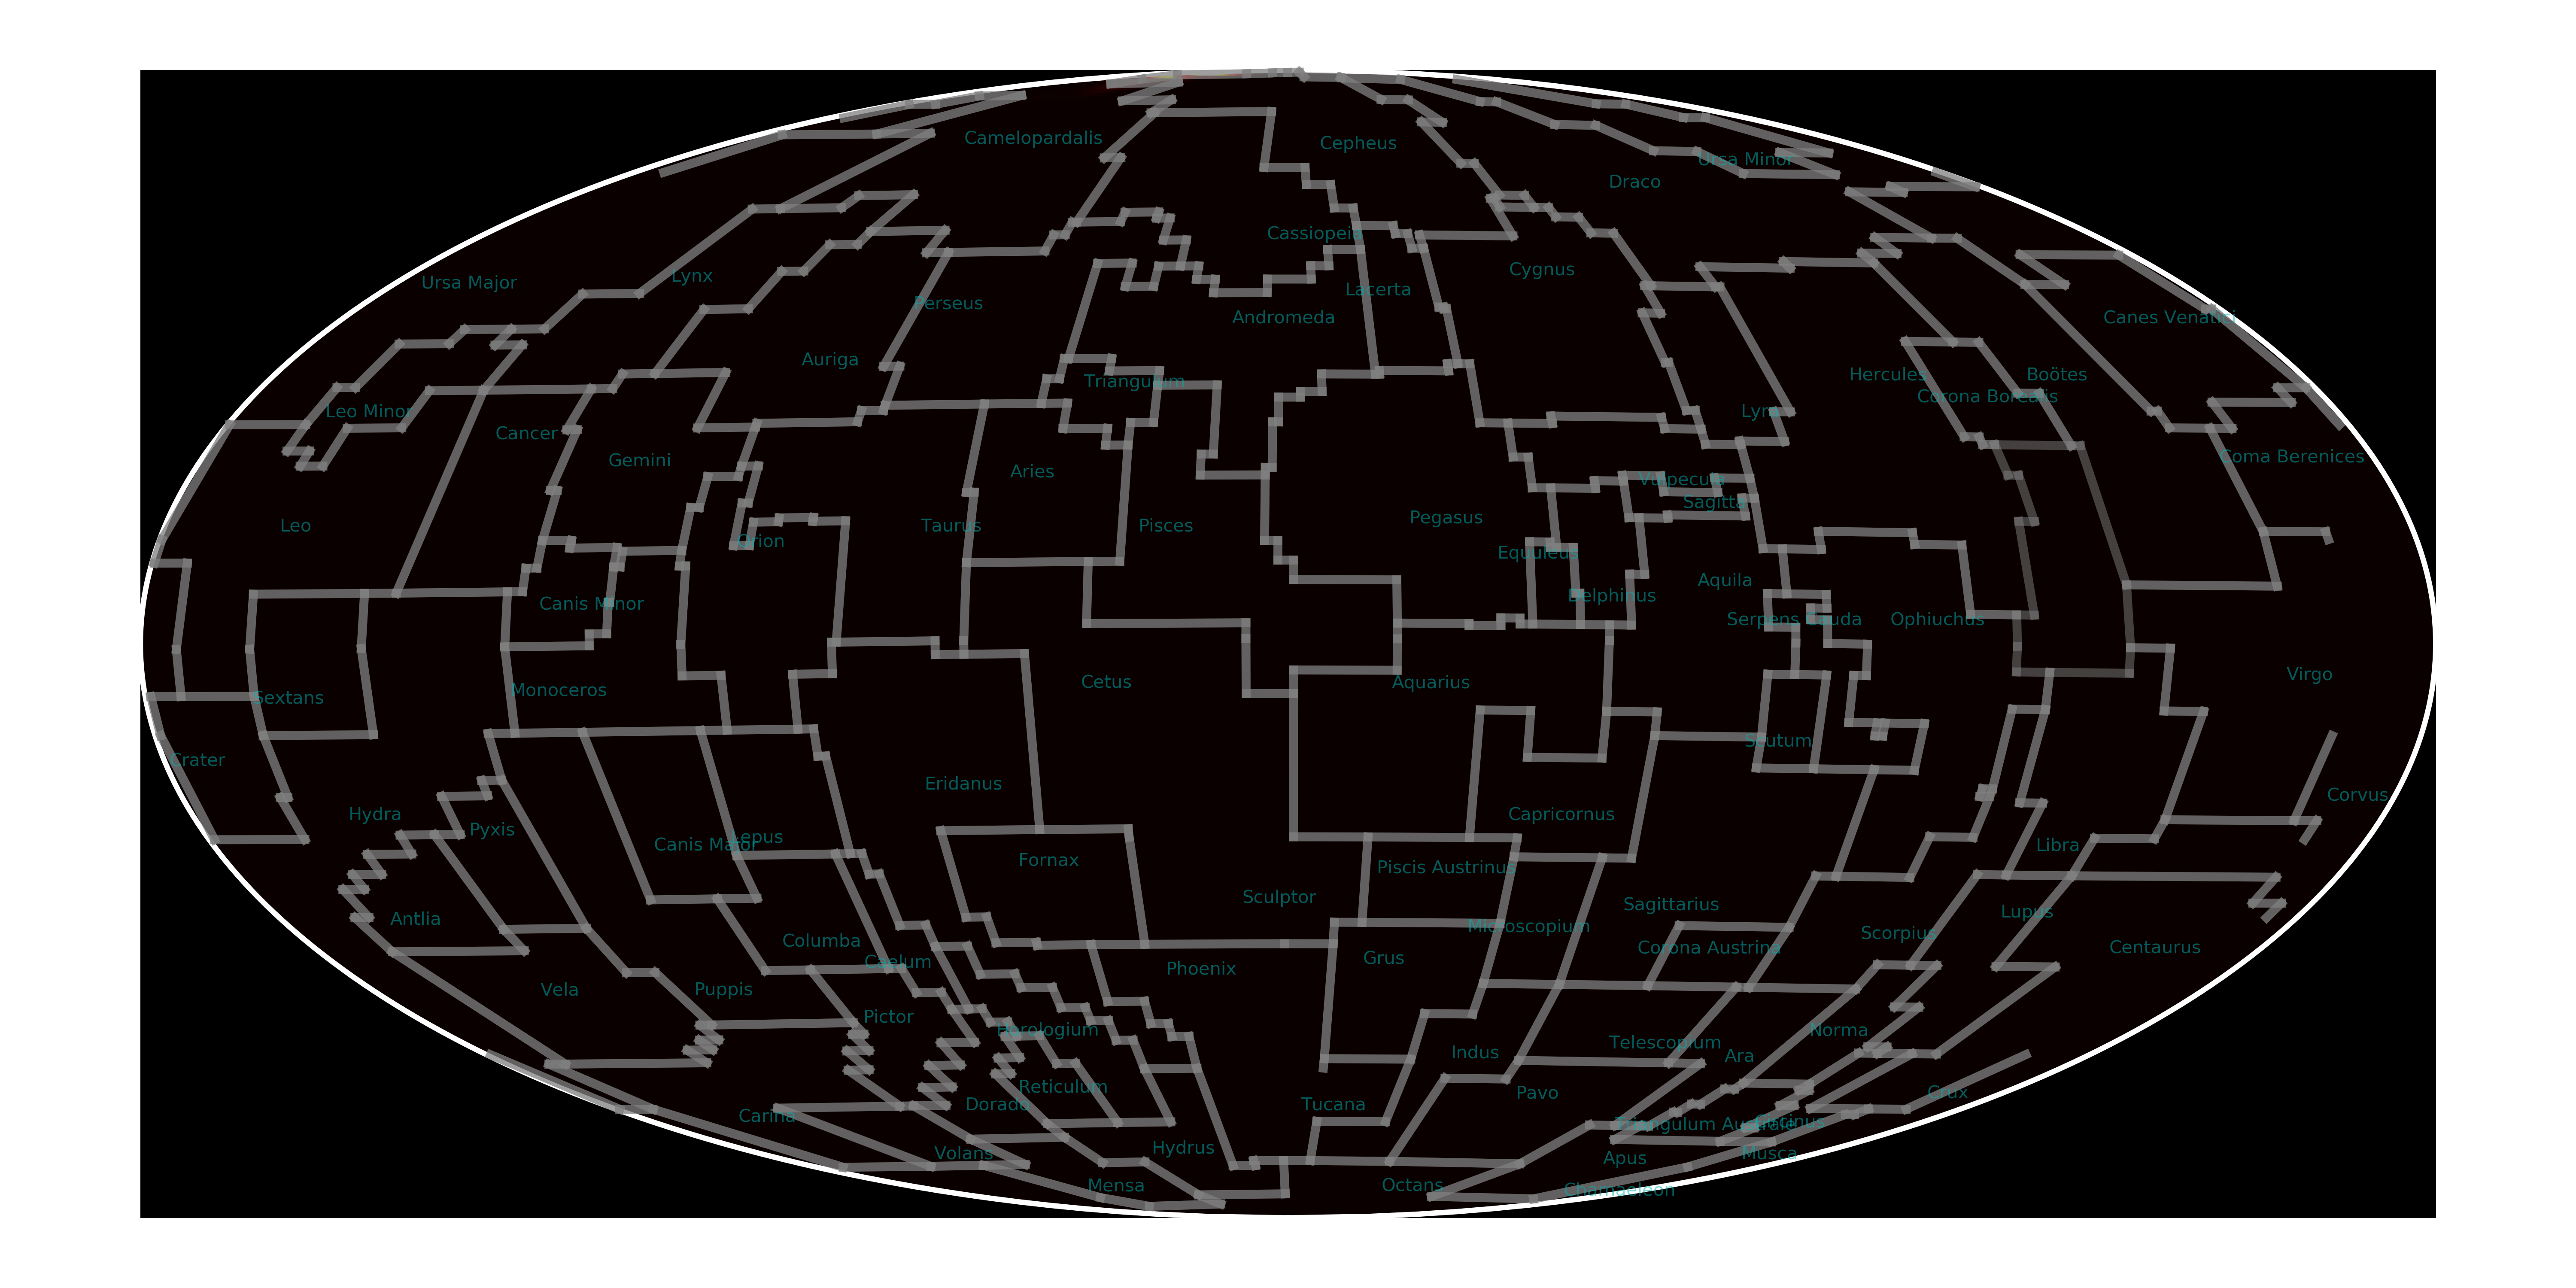 Camelopardalis
Cepheus
Ursa Minor
Draco
Cassiopeia
Cygnus
Ursa Major
Lynx
Lacerta
Perseus
Andromeda
Canes Venatici
Auriga
Triangulum
Hercules
Boötes
Corona Borealis
Leo Minor
Lyra
Cancer
Gemini
Coma Berenices
Aries
Vulpecula
Sagitta
Leo
Orion
Taurus
Pisces
Pegasus
Equuleus
Aquila
Delphinus
Canis Minor
Serpens Cauda
Ophiuchus
Virgo
Sextans
Monoceros
Cetus
Aquarius
Scutum
Crater
Eridanus
Corvus
Hydra
Capricornus
Pyxis
Canis Major
Lepus
Libra
Fornax
Piscis Austrinus
Sculptor
Sagittarius
Antlia
Lupus
Microscopium
Scorpius
Columba
Corona Austrina
Centaurus
Caelum
Phoenix
Grus
Vela
Puppis
Pictor
Horologium
Norma
Telescopium
Indus
Ara
Reticulum
Pavo
Crux
Dorado
Tucana
Carina
Triangulum Australe
Circinus
Hydrus
Volans
Apus
Musca
Mensa
Octans
Chamaeleon